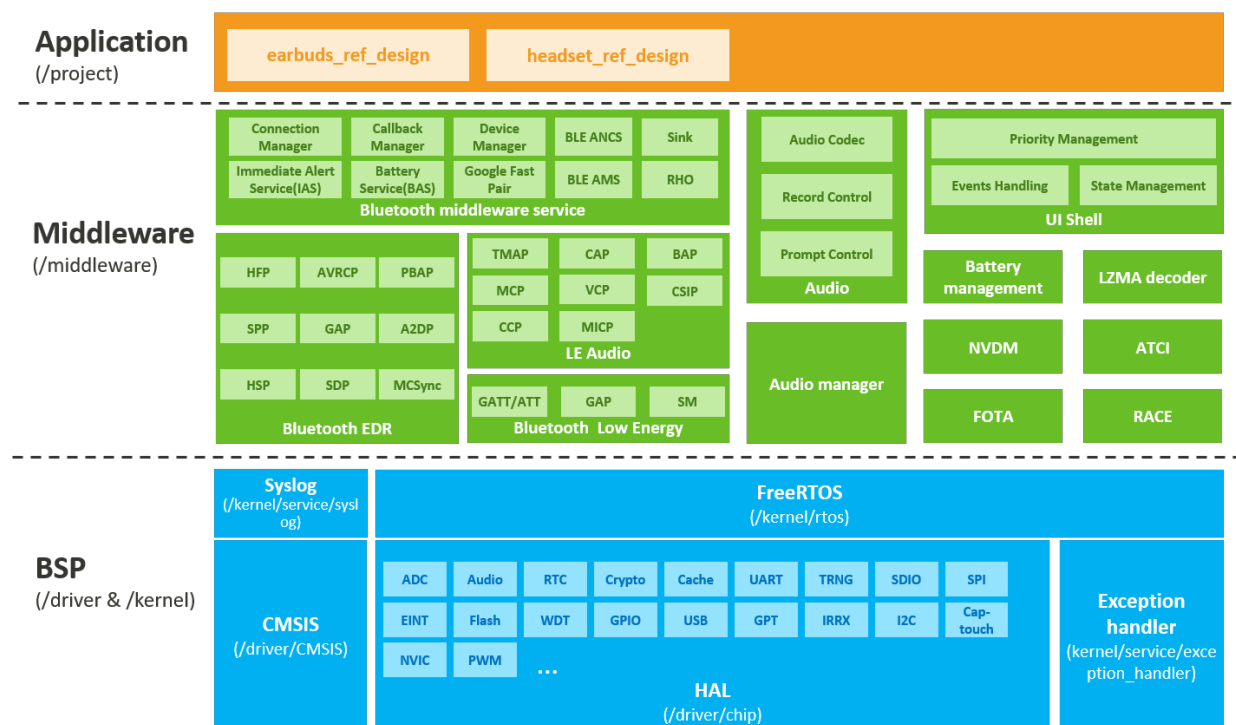 Application
(/project)
earbuds_ref_design
headset_ref_design
Middleware
(/middleware)
Connection
Manager
Callback
Manager
Device
Manager
BLE ANCS
Sink
Immediate Alert
Service(IAS)
Battery
Service(BAS)
Google Fast
Pair
BLE AMS
RHO
Bluetooth middleware service
HFP
AVRCP
PBAP
SPP
GAP
A2DP
HSP
SDP
MCSync
Bluetooth EDR
TMAP
CAP
BAP
MCP
VCP
CSIP
CCP
MICP
LE Audio
GATT/ATT
GAP
SM
Bluetooth Low Energy
Audio Codec
Record Control
Prompt Control
Audio
Audio manager
Priority Management
Events Handling
State Management
UI Shell
Battery
management
LZMA decoder
NVDM
ATCI
FOTA
RACE
BSP
(/driver & /kernel)
Syslog
(/kernel/service/sysl
og)
FreeRTOS
(/kernel/rtos)
CMSIS
(/driver/CMSIS)
ADC
Audio
RTC
Crypto
Cache
UART
TRNG
SDIO
SPI
EINT
Flash
WDT
GPIO
USB
GPT
IRRX
I2C
Cap-
touch
NVIC
PWM
...
HAL
(/driver/chip)
Exception
handler
(kernel/service/exce
ption_handler)